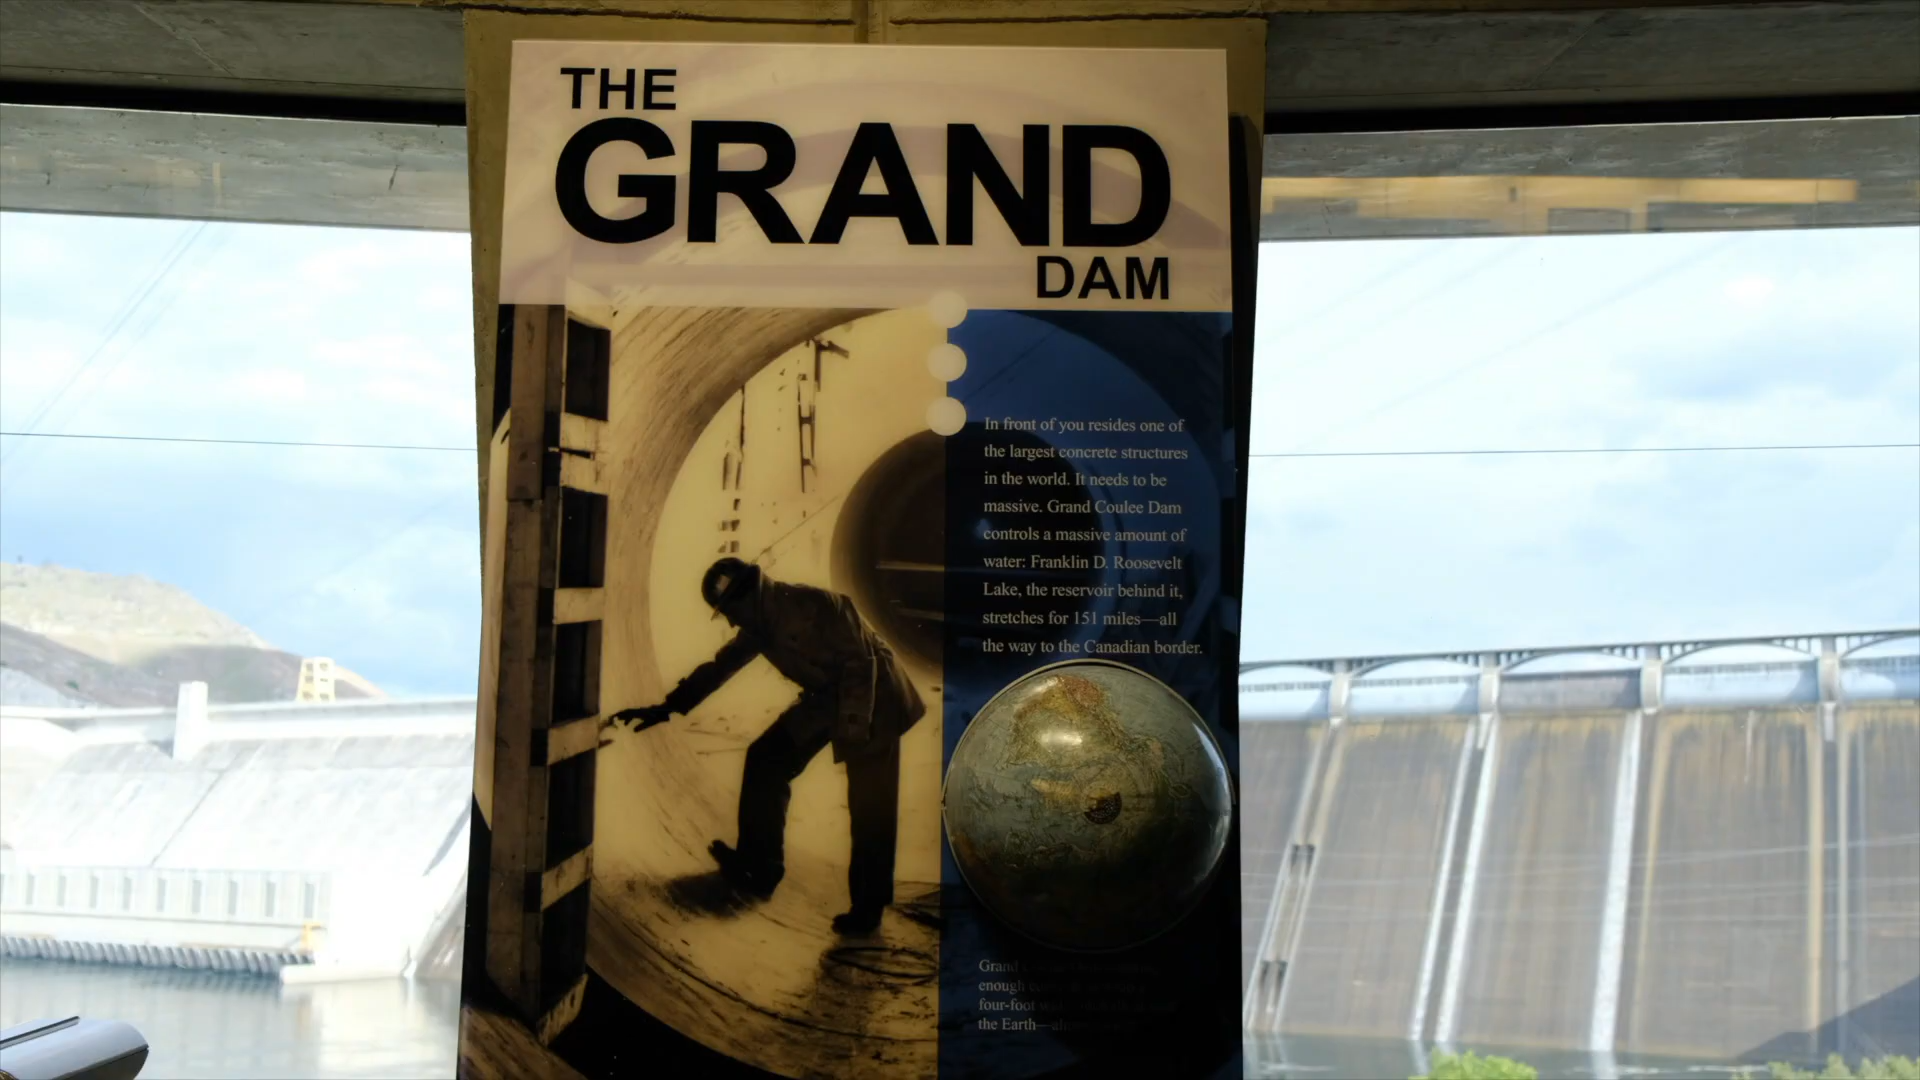 THE
GRAND
DAM
In front of you resides one of
the largest concrete structures
in the world. It needs to be
massive. Grand Coulee Dam
controls a massive amount of
water: Franklin D. Roosevelt
Lake, the reservoir behind it,
stretches for 151 miles—all
the way to the Canadian border.
Grand
enough
four-foot
the Earth—